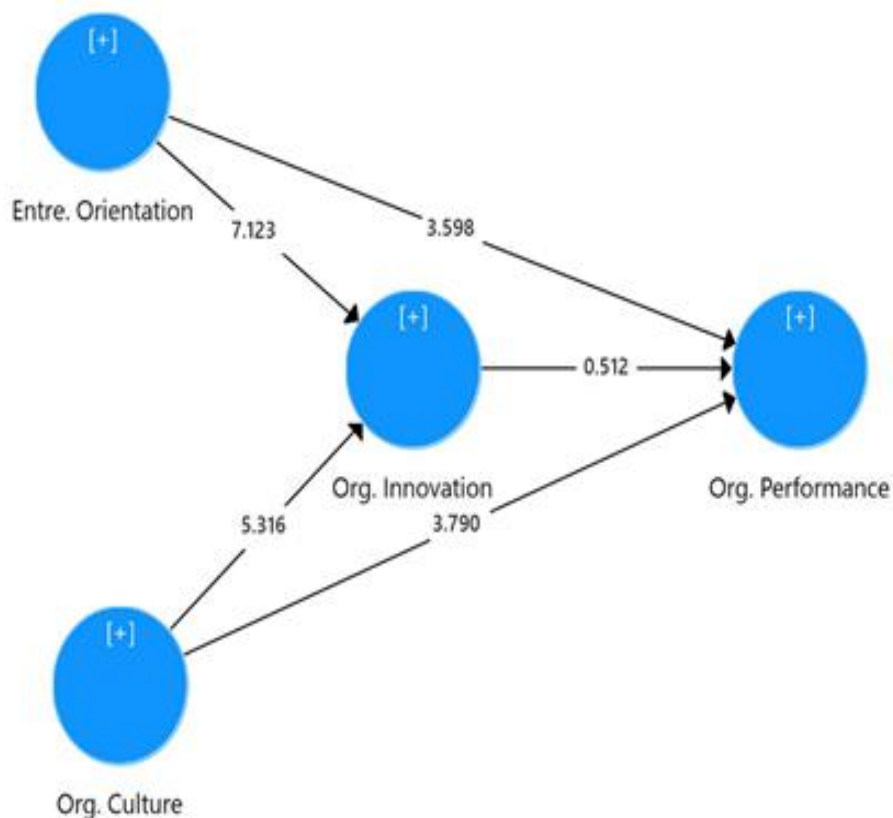 [+]
Entre. Orientation
7.123
3.598
[+]
[+]
0.512
Org. Innovation
Org. Performance
5.316
3.790
[+]
Org. Culture